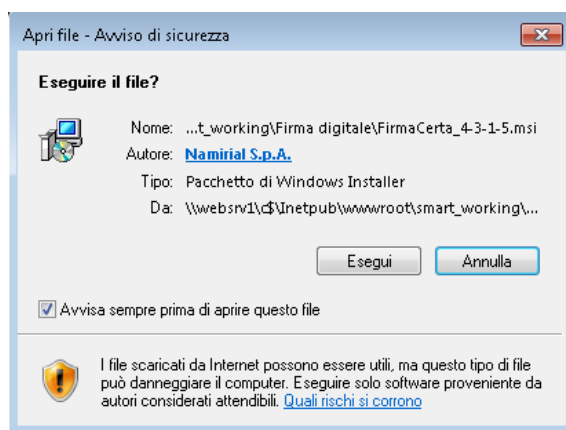 Apri file - Avviso di sicurezza
Eseguire il file?
Nome: ...t_working\Firma digitale\FirmaCerta_4-3-1-5.msi
Autore: Namirial S.p.A.
Tipo: Pacchetto di Windows Installer
Da: \\websrv1\c$\Inetpub\wwwroot\smart_working\...
Esegui Annulla
Avvisa sempre prima di aprire questo file
I file scaricati da Internet possono essere utili, ma questo tipo di file
può danneggiare il computer. Eseguire solo software proveniente da
autori considerati attendibili. Quali rischi si corrono